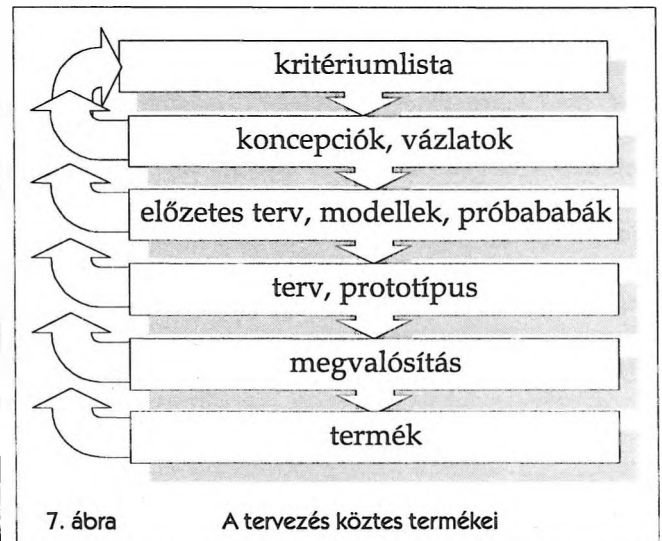 kritériumlista
koncepciók, vázlatok
előzetes terv, modellek, próbababák
terv, prototípus
megvalósítás
termék
7. ábra A tervezés köztes termékei